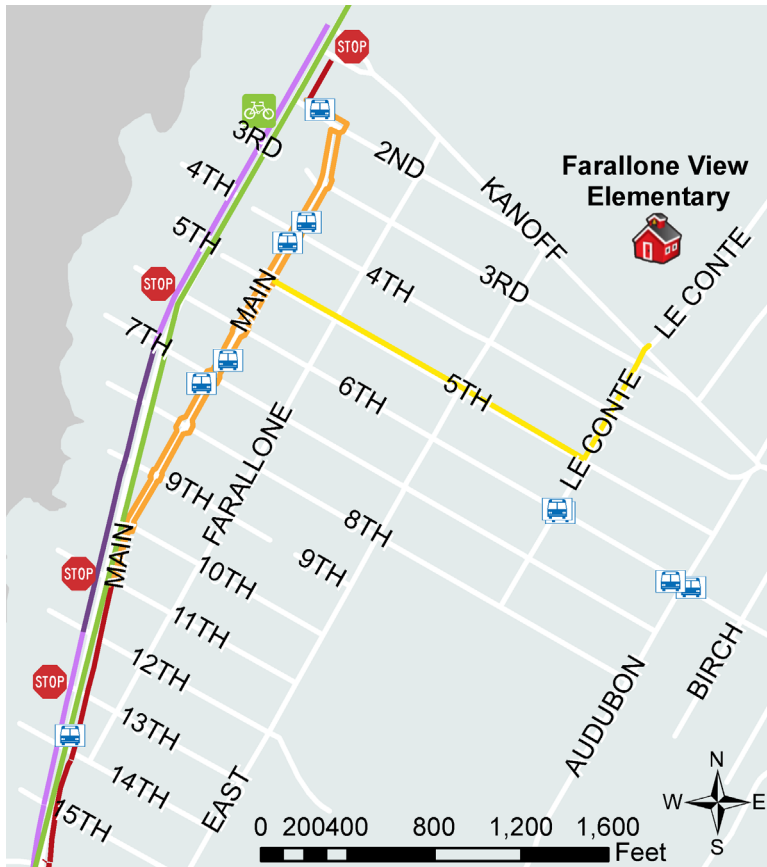 STOP
3RD
2ND
4TH
KANOFF
Farallone View
Elementary
5TH
LE CONTE
4TH
3RD
STOP
MAIN
7TH
6TH
5TH
LE CONTE
FARALLONE
9TH
8TH
MAIN
STOP
9TH
10TH
11TH
12TH
STOP
BIRCH
AUDUBON
13TH
14TH
EAST
15TH
N
W
E
S
0 200400 800 1,200 1,600
Feet